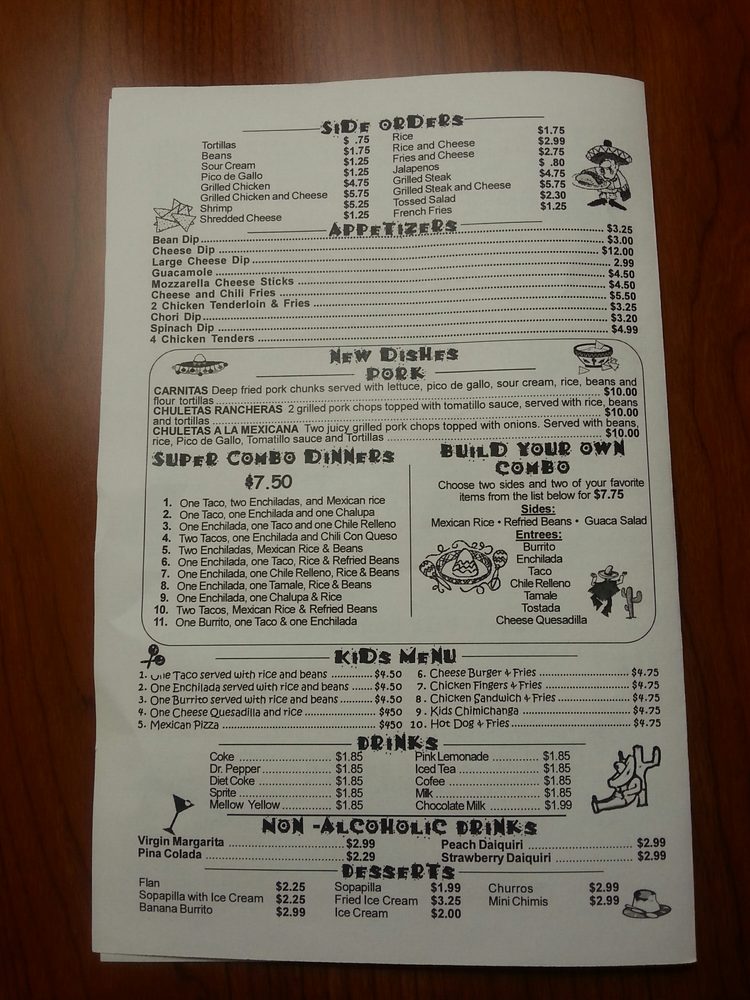 SIDE ORDERS
Tortillas $ .75 Rice $1.75
Beans $1.75 Rice and Cheese $2.99
Sour Cream $1.25 Fries and Cheese $2.75
Pico de Gallo $1.25 Jalapenos $ .80
Grilled Chicken $4.75 Grilled Steak $4.75
Grilled Chicken and Cheese $5.75 Grilled Steak and Cheese $5.75
Shrimp $5.25 Tossed Salad $2.30
Shredded Cheese $1.25 French Fries $1.25
APPETIZERS
Bean Dip $3.25
Cheese Dip $3.00
Large Cheese Dip $12.00
Guacamole 2.99
Mozzarella Cheese Sticks $4.50
Cheese and Chili Fries $4.50
2 Chicken Tenderloin & Fries $5.50
Chori Dip $3.25
Spinach Dip $3.20
4 Chicken Tenders $4.99
NEW DISHES
PORK
CARNITAS Deep fried pork chunks served with lettuce, pico de gallo, sour cream, rice, beans and
flour tortillas $10.00
CHULETAS RANCHERAS 2 grilled pork chops topped with tomatillo sauce, served with rice, beans
and tortillas $10.00
CHULETAS A LA MEXICANA Two juicy grilled pork chops topped with onions. Served with beans,
rice, Pico de Gallo, Tomatillo sauce and Tortillas $10.00
SUPER COMBO DINNERS
$7.50
1. One Taco, two Enchiladas, and Mexican rice
2. One Taco, one Enchilada and one Chalupa
3. One Enchilada, one Taco and one Chile Relleno
4. Two Tacos, one Enchilada and Chili Con Queso
5. Two Enchiladas, Mexican Rice & Beans
6. One Enchilada, one Taco, Rice & Refried Beans
7. One Enchilada, one Chile Relleno, Rice & Beans
8. One Enchilada, one Tamale, Rice & Beans
9. One Enchilada, one Chalupa & Rice
10. Two Tacos, Mexican Rice & Refried Beans
11. One Burrito, one Taco & one Enchilada
BUILD YOUR OWN
COMBO
Choose two sides and two of your favorite
items from the list below for $7.75
Sides:
Mexican Rice • Refried Beans • Guaca Salad
Entrees:
Burrito
Enchilada
Taco
Chile Relleno
Tamale
Tostada
Cheese Quesadilla
KIDS MENU
1. One Taco served with rice and beans $4.50 6. Cheese Burger & Fries $4.75
2. One Enchilada served with rice and beans $4.50 7. Chicken Fingers & Fries $4.75
3. One Burrito served with rice and beans $4.50 8. Chicken Sandwich & Fries $4.75
4. One Cheese Quesadilla and rice $450 9. Kids Chimichanga $4.75
5. Mexican Pizza $450 10. Hot Dog & Fries $4.75
DRINKS
Coke $1.85 Pink Lemonade $1.85
Dr. Pepper $1.85 Iced Tea $1.85
Diet Coke $1.85 Cofee $1.85
Sprite $1.85 Milk $1.85
Mellow Yellow $1.85 Chocolate Milk $1.99
NON -ALCOHOLIC DRINKS
Virgin Margarita $2.99 Peach Daiquiri $2.99
Pina Colada $2.29 Strawberry Daiquiri $2.99
DESSERTS
Flan $2.25 Sopapilla $1.99 Churros $2.99
Sopapilla with Ice Cream $2.25 Fried Ice Cream $3.25 Mini Chimis $2.99
Banana Burrito $2.99 Ice Cream $2.00